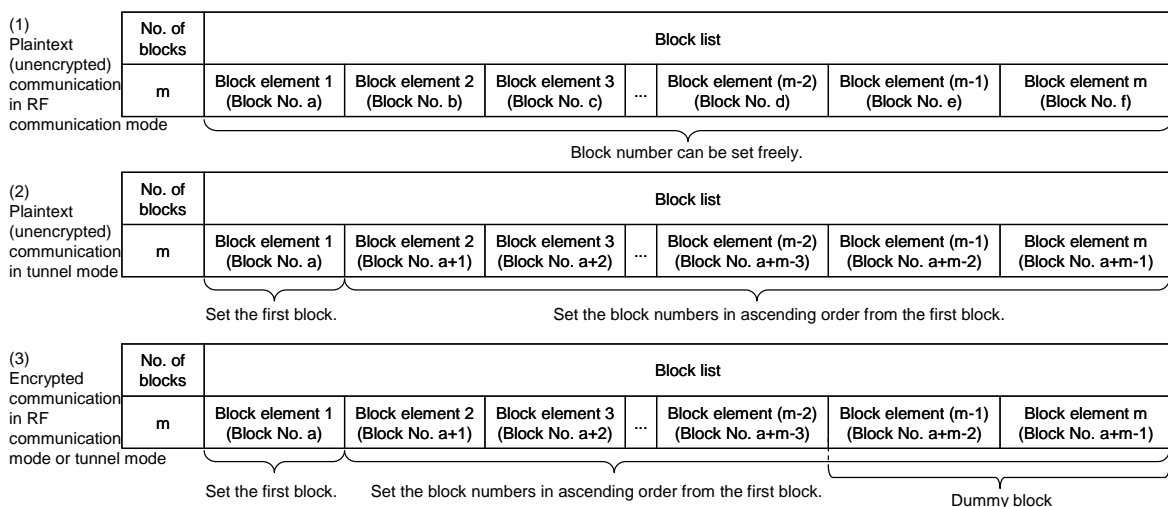 (1)
Plaintext
(unencrypted)
communication
in RF
communication mode
No. of
blocks
Block list
m
Block element 1
(Block No. a)
Block element 2
(Block No. b)
Block element 3
(Block No. c)
...
Block element (m-2)
(Block No. d)
Block element (m-1)
(Block No. e)
Block element m
(Block No. f)
Block number can be set freely.
(2)
Plaintext
(unencrypted)
communication
in tunnel mode
No. of
blocks
Block list
m
Block element 1
(Block No. a)
Block element 2
(Block No. a+1)
Block element 3
(Block No. a+2)
...
Block element (m-2)
(Block No. a+m-3)
Block element (m-1)
(Block No. a+m-2)
Block element m
(Block No. a+m-1)
Set the first block.
Set the block numbers in ascending order from the first block.
(3)
Encrypted
communication
in RF
communication
mode or tunnel mode
No. of
blocks
Block list
m
Block element 1
(Block No. a)
Block element 2
(Block No. a+1)
Block element 3
(Block No. a+2)
...
Block element (m-2)
(Block No. a+m-3)
Block element (m-1)
(Block No. a+m-2)
Block element m
(Block No. a+m-1)
Set the first block.
Set the block numbers in ascending order from the first block.
Dummy block